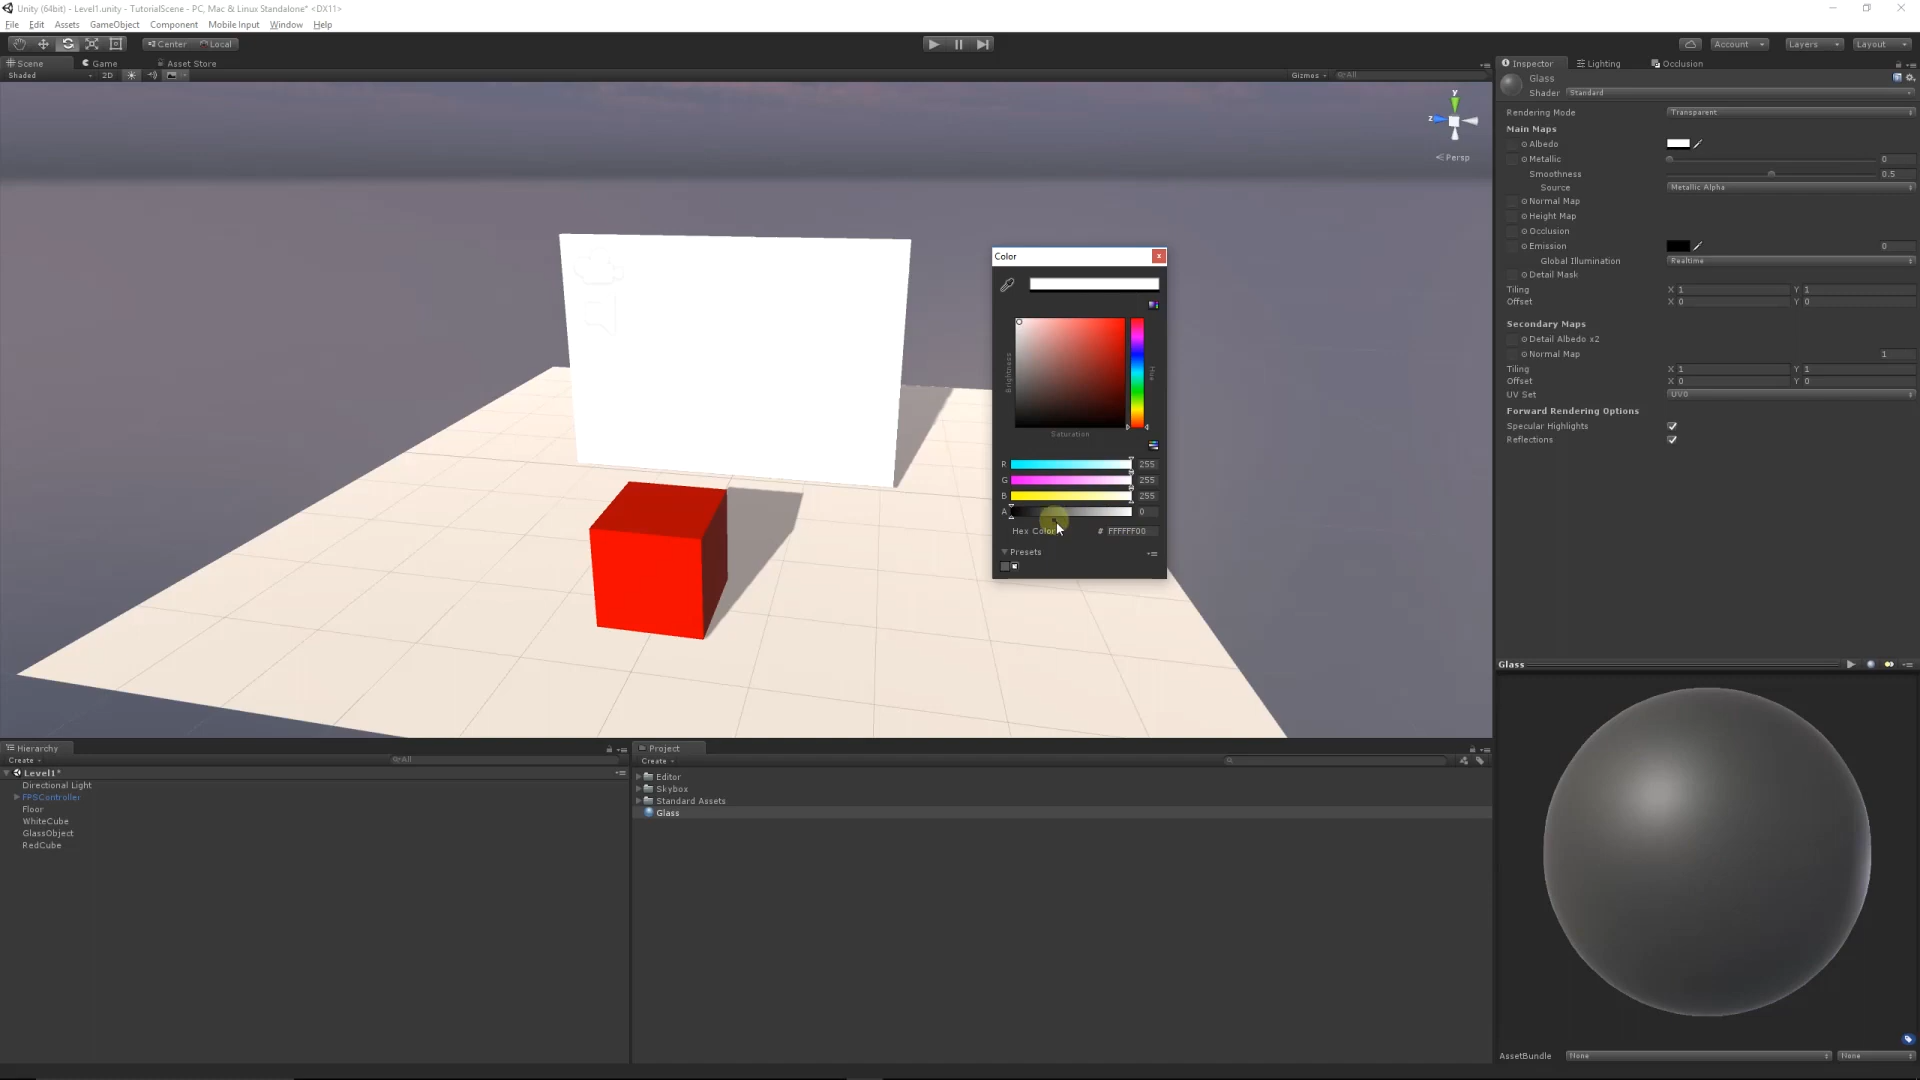 Unity (64bit) - Level1.unity - TutorialScene - PC, Mac & Linux Standalone* <DX11>
File Edit Assets GameObject Component Mobile Input Window Help
Center Local Account Layers Layout
Scene Game Asset Store
Shaded 2D Gizmos All
y
z
Persp
Inspector Lighting Occlusion
Glass
Shader Standard
Rendering Mode Transparent
Main Maps
Albedo
Metallic 0
Smoothness 0.5
Source Metallic Alpha
Normal Map
Height Map
Occlusion
Emission 0
Global Illumination Realtime
Detail Mask
Tiling X 1 Y 1
Offset X 0 Y 0
Secondary Maps
Detail Albedo x2
Normal Map 1
Tiling X 1 Y 1
Offset X 0 Y 0
UV Set UV0
Forward Rendering Options
Specular Highlights
Reflections
Color
Brightness
Hue
Saturation
R 255
G 255
B 255
A 0
Hex Color # FFFFFF00
Presets
Hierarchy
Create All
Level1*
Directional Light
FPSController
Floor
WhiteCube
GlassObject
RedCube
Project
Create
Editor
Skybox
Standard Assets
Glass
Glass
AssetBundle None None